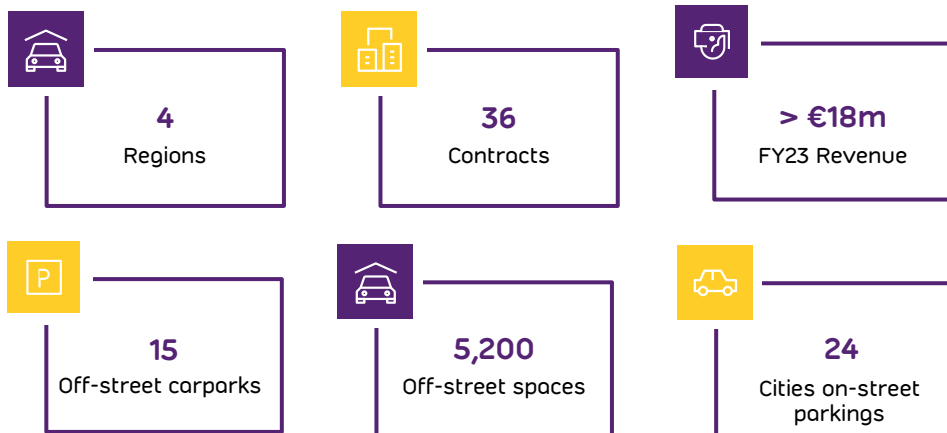 4
Regions
36
Contracts
> €18m
FY23 Revenue
P
15
Off-street carparks
5,200
Off-street spaces
24
Cities on-street
parkings